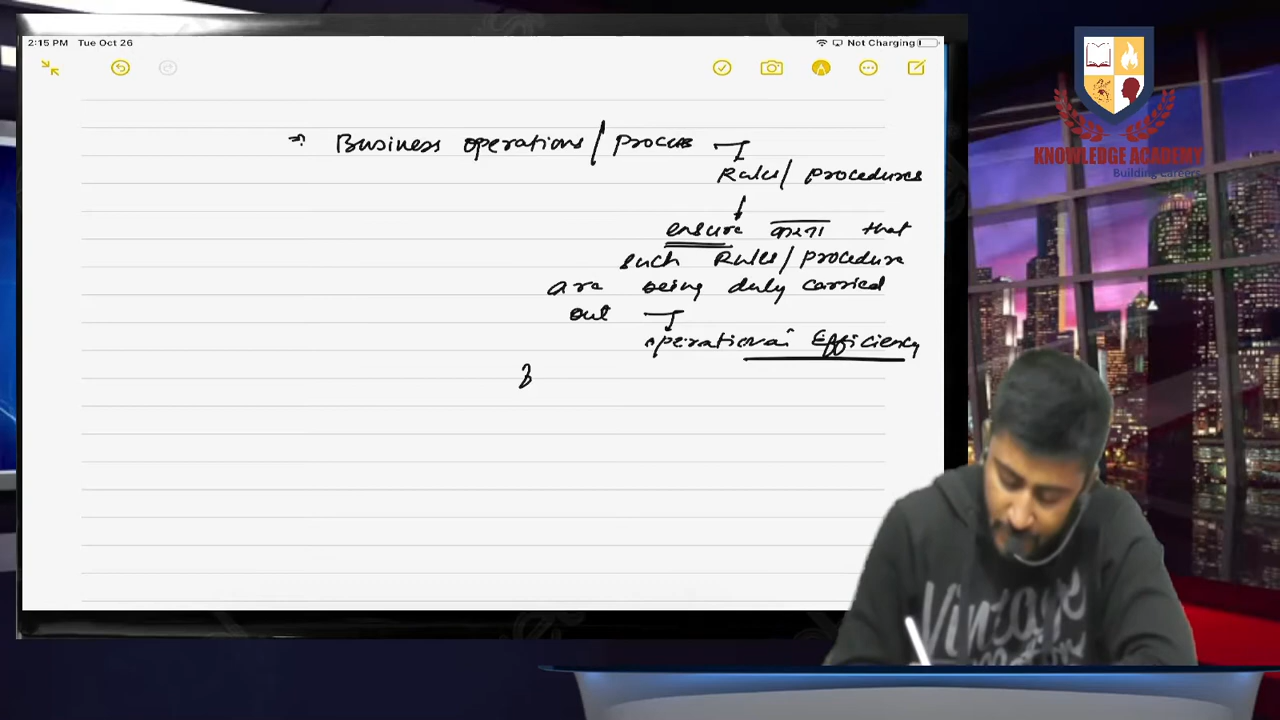 2:15 PM Tue Oct 26
Not Charging
⇒ Business operations/process
Rules/procedures
ensure करना that
such Rules/procedure
are being duly carried
out
operational Efficiency
KNOWLEDGE ACADEMY
Building Careers
Vintage